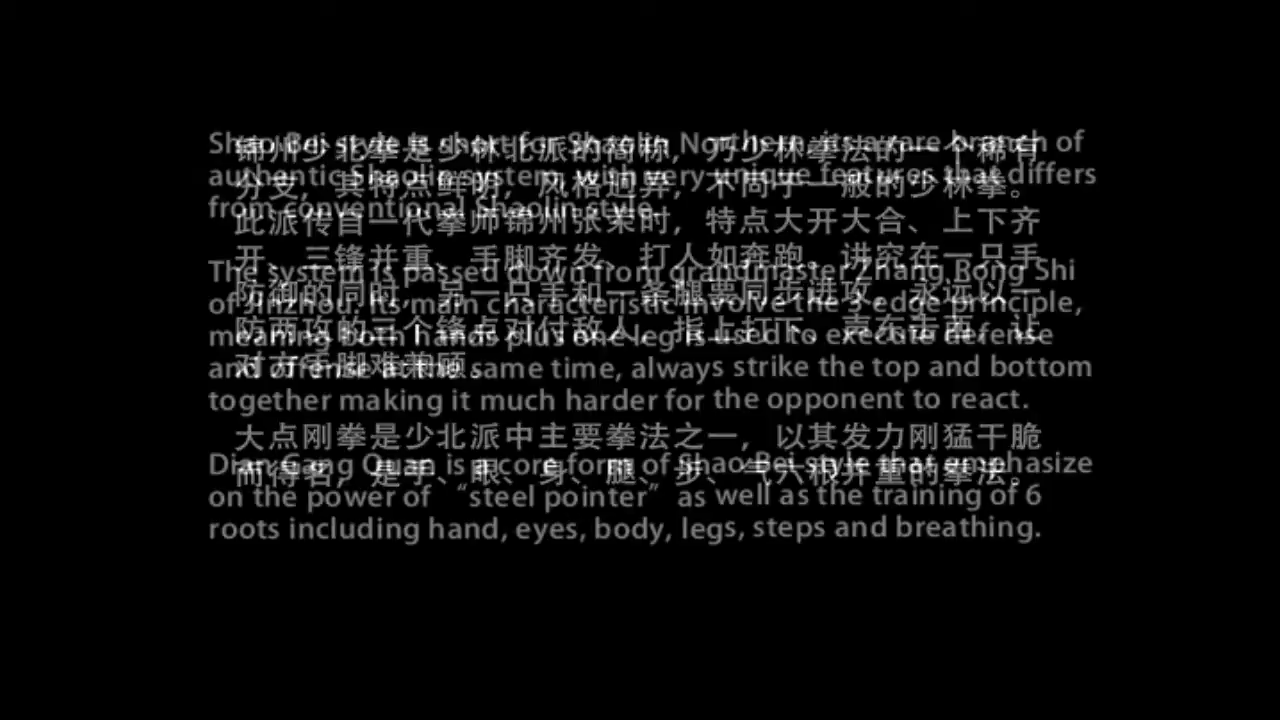 Shao Bei style is short for Shaolin Northern, its a rare branch of
authentic Shaolin system, with very unique features that differs
from conventional Shaolin style.
The system is passed down from grandmaster Zhang Rong Shi
of Jinzhou. Its main characteristic involve the 3 edge principle,
meaning both hands plus one leg is used to execute defense
and offense at the same time, always strike the top and bottom
together making it much harder for the opponent to react.
Dian Gang Quan is a core form of Shao Bei style that emphasize
on the power of “steel pointer” as well as the training of 6
roots including hand, eyes, body, legs, steps and breathing.
锦州少北拳是少林北派的简称，乃少林拳法的一个稀有
分支，其特点鲜明，风格迥异，不同于一般的少林拳。
此派传自一代拳师锦州张荣时，特点大开大合、上下齐
开、三锋并重、手脚齐发、打人如奔跑。讲究在一只手
防御的同时，另一只手和一条腿要同步进攻，永远以一
防两攻的三个锋点对付敌人，指上打下、声东击西，让
对方手脚难兼顾。
大点刚拳是少北派中主要拳法之一，以其发力刚猛干脆
而得名，是手、眼、身、腿、步、气六根并重的拳法。